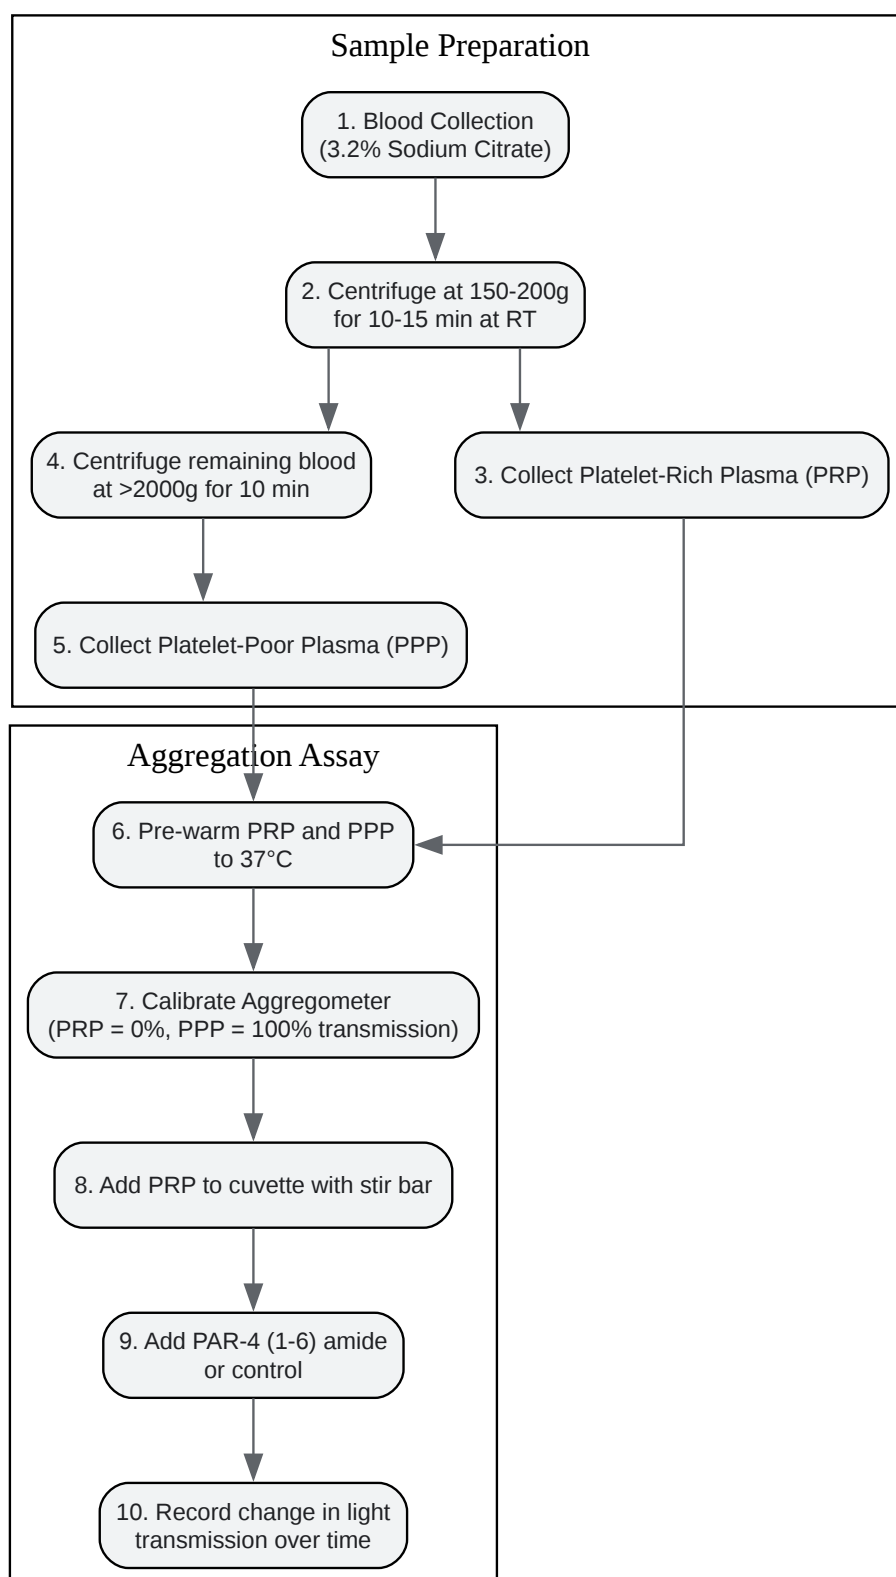 Sample Preparation
1. Blood Collection
(3.2% Sodium Citrate)
2. Centrifuge at 150-200g
for 10-15 min at RT
4. Centrifuge remaining blood
at >2000g for 10 min
3. Collect Platelet-Rich Plasma (PRP)
5. Collect Platelet-Poor Plasma (PPP)
Aggregation Assay
6. Pre-warm PRP and PPP
to 37°C
7. Calibrate Aggregometer
(PRP = 0%, PPP = 100% transmission)
8. Add PRP to cuvette with stir bar
9. Add PAR-4 (1-6) amide
or control
10. Record change in light
transmission over time